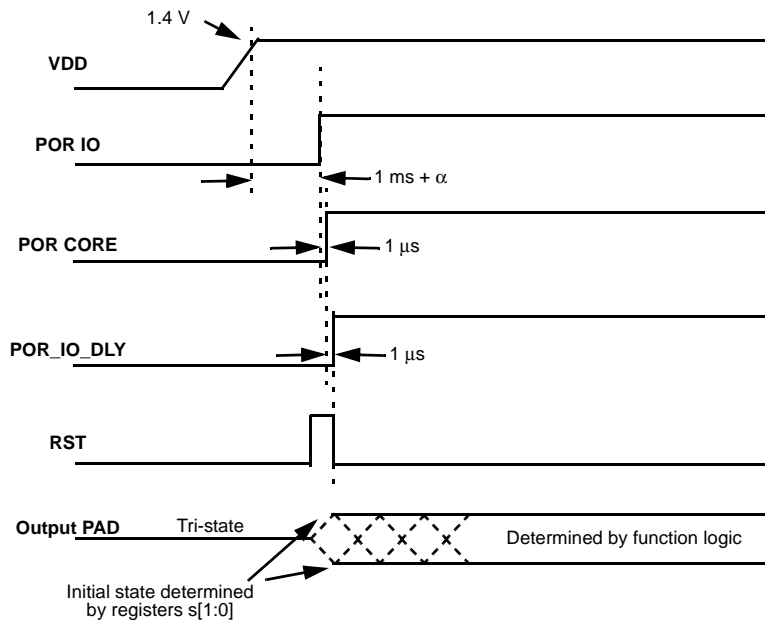 1.4 V
VDD
POR IO
1 ms + α
POR CORE
1 μs
POR_IO_DLY
1 μs
RST
Output PAD
Tri-state
Determined by function logic
Initial state determined
by registers s[1:0]